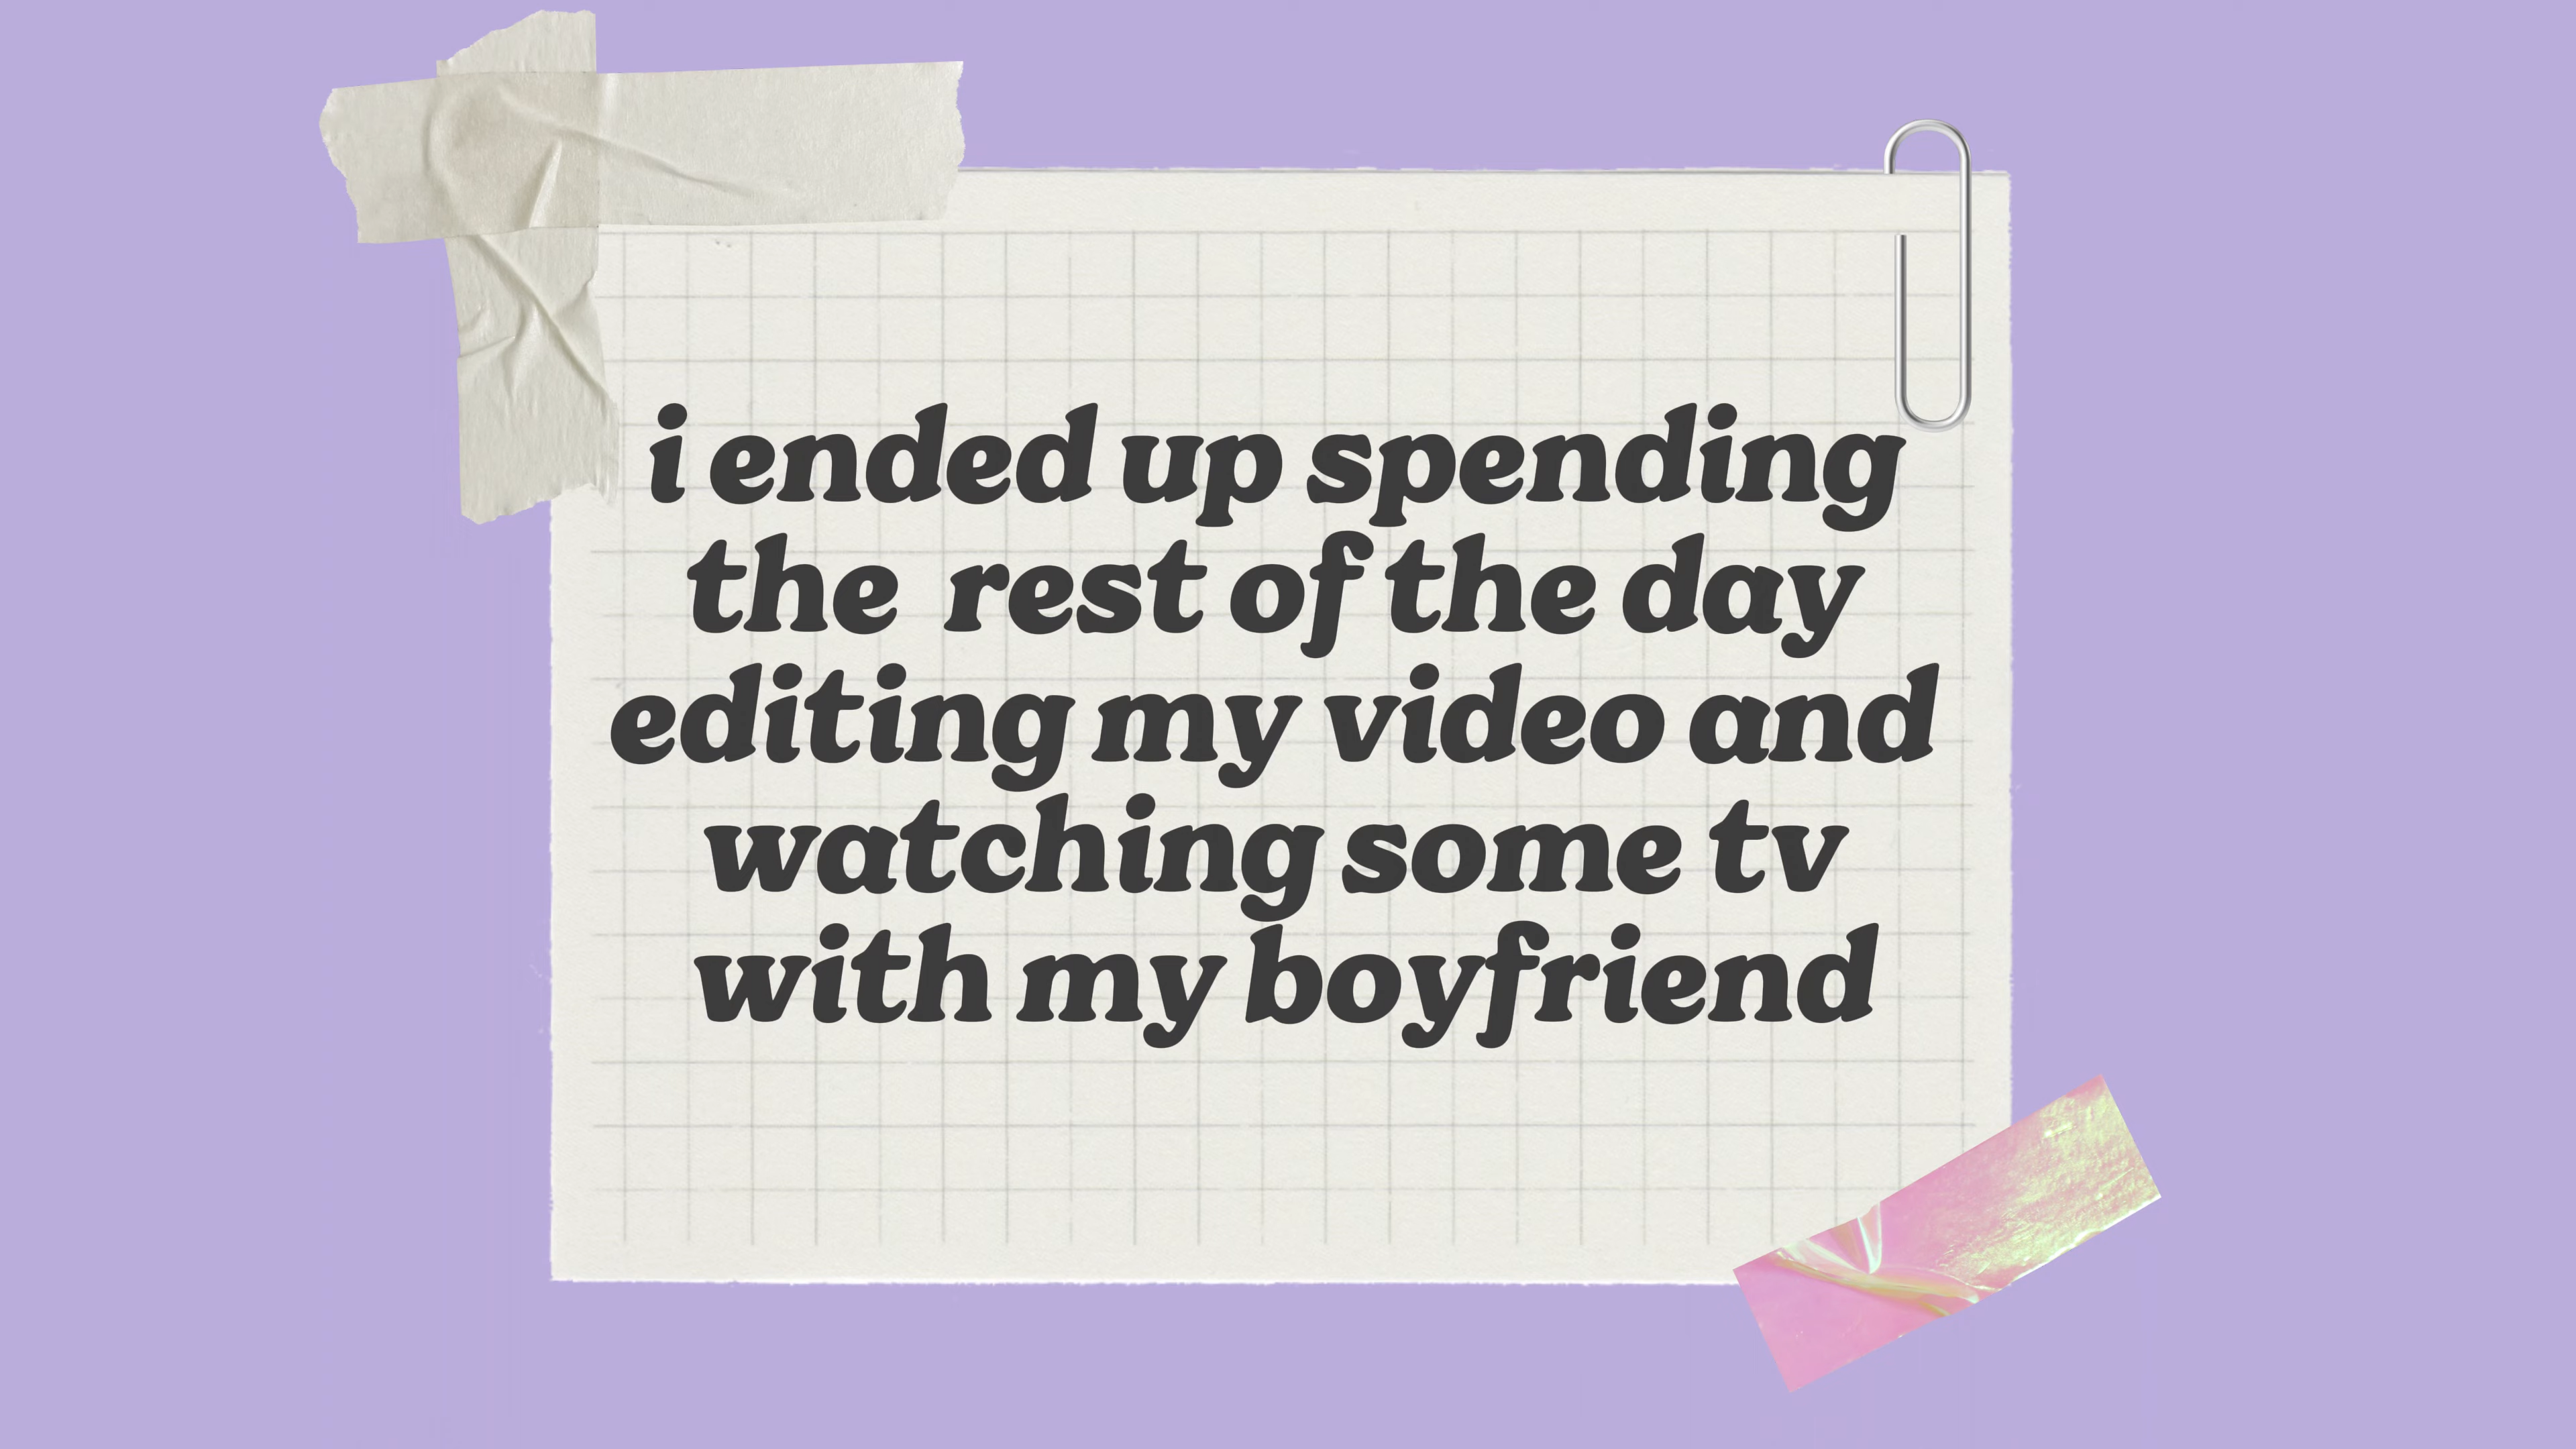 i ended up spending
the  rest of the day
editing my video and
watching some tv
with my boyfriend